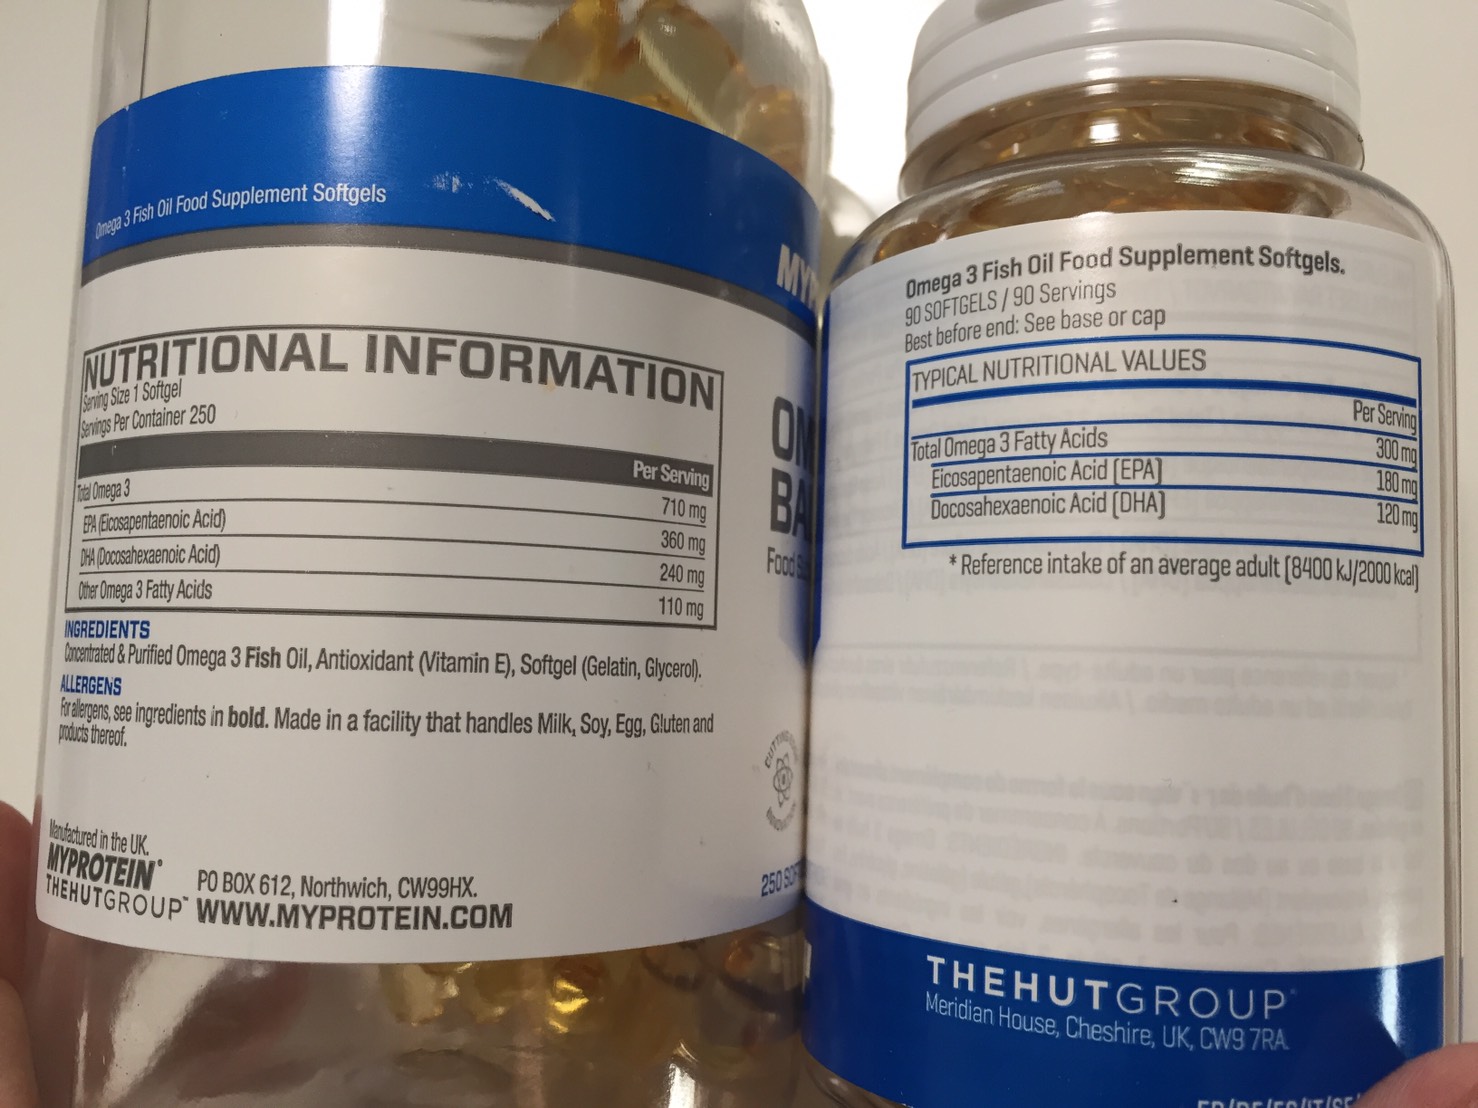 Omega 3 Fish Oil Food Supplement Softgels
NUTRITIONAL INFORMATION
Serving Size 1 Softgel
Servings Per Container 250
Per Serving
Total Omega 3 710 mg
EPA (Eicosapentaenoic Acid) 360 mg
DHA (Docosahexaenoic Acid) 240 mg
Other Omega 3 Fatty Acids 110 mg
INGREDIENTS
Concentrated & Purified Omega 3 Fish Oil, Antioxidant (Vitamin E), Softgel (Gelatin, Glycerol).
ALLERGENS
For allergens, see ingredients in bold. Made in a facility that handles Milk, Soy, Egg, Gluten and
products thereof.
Manufactured in the UK.
MYPROTEIN®
THEHUTGROUP™
PO BOX 612, Northwich, CW99HX.
WWW.MYPROTEIN.COM
MYP
OM
BA
Food
250 SOF
Omega 3 Fish Oil Food Supplement Softgels.
90 SOFTGELS / 90 Servings
Best before end: See base or cap
TYPICAL NUTRITIONAL VALUES
Per Serving
Total Omega 3 Fatty Acids 300 mg
Eicosapentaenoic Acid [EPA] 180 mg
Docosahexaenoic Acid [DHA] 120 mg
* Reference intake of an average adult [8400 kJ/2000 kcal]
THEHUTGROUP
Meridian House, Cheshire, UK, CW9 7RA.